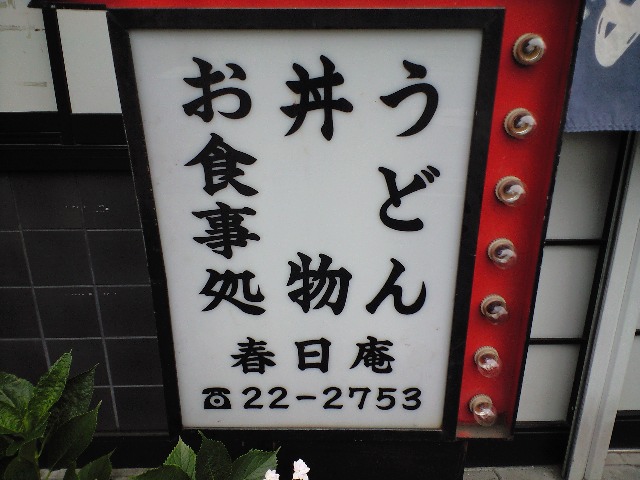 うどん
丼物
お食事処
春日庵
☎22-2753